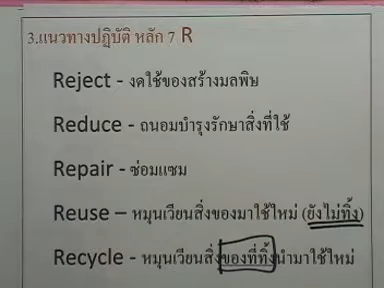 3.แนวทางปฏิบัติ หลัก 7 R
Reject - งดใช้ของสร้างมลพิษ
Reduce - ถนอมบำรุงรักษาสิ่งที่ใช้
Repair - ซ่อมแซม
Reuse – หมุนเวียนสิ่งของมาใช้ใหม่ (ยังไม่ทิ้ง)
Recycle - หมุนเวียนสิ่งของที่ทิ้งนำมาใช้ใหม่